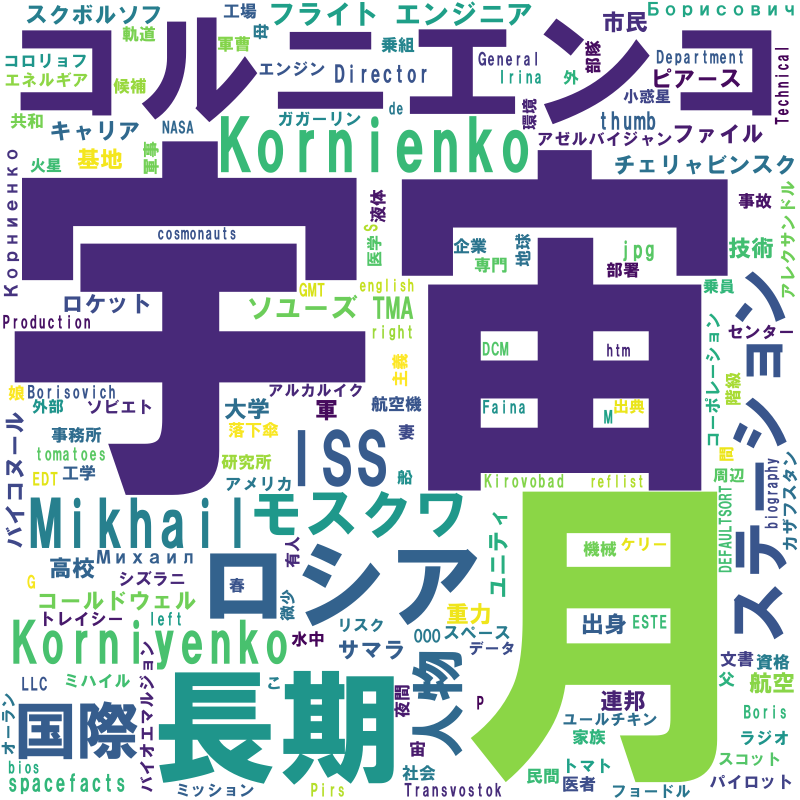 スクボルソフ
工場
フライト
エンジニア
市民
Борисович
コルニエンコ
軌道
軍曹
母
乗組
General
部隊
Department
コロリョフ
エネルギア
候補
エンジン
Director
Irina
外
ピアース
Technical
小惑星
共和
キャリア
NASA
ガガーリン
de
環境
thumb
アゼルバイジャン
ファイル
Kornienko
火星
基地
軍事
チェリャビンスク
Корниенко
宇宙
cosmonauts
液体
S
医学
企業
地球
専門
jpg
部署
事故
技術
アレクサンドル
乗員
ロケット
GMT
english
ソユーズ
TMA
right
Production
DCM
htm
センター
ション
ステーション
コーポレーション
娘
Borisovich
アルカルイク
主義
Faina
M
出典
階級
外部
ソビエト
大学
軍
航空機
妻
バイコヌール
事務所
落下傘
ISS
tomatoes
研究所
船
EDT
工学
アメリカ
Kirovobad
reflist
阿
周辺
biography
カザフスタン
DEFAULTSORT
Mikhail
モスクワ
月
ユニティ
機械
ケリー
高校
Михаил
シズラニ
有人
ロシア
G
春
微少
コールドウェル
トレイシー
left
リスク
重力
000
スペース
出身
ESTE
Korniyenko
水中
サマラ
データ
文書
資格
LLC
ミハイル
バイオエマルジョン
こ
長期
夜間
人物
P
連邦
父
航空
国際
ユールチキン
Boris
オーラン
宙
家族
ラジオ
bios
spacefacts
ミッション
Pirs
社会
Transvostok
民間
トマト
医者
スコット
フョードル
パイロット